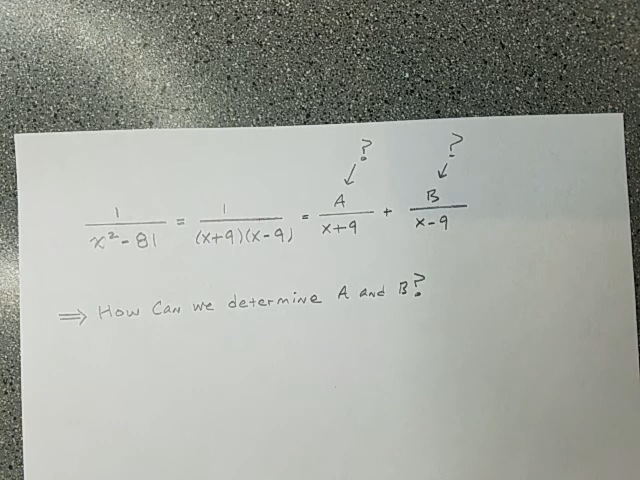 ? ?
↙ ↙
1/(x²-81) = 1/((x+9)(x-9)) = A/(x+9) + B/(x-9)
⇒ How Can we determine A and B?